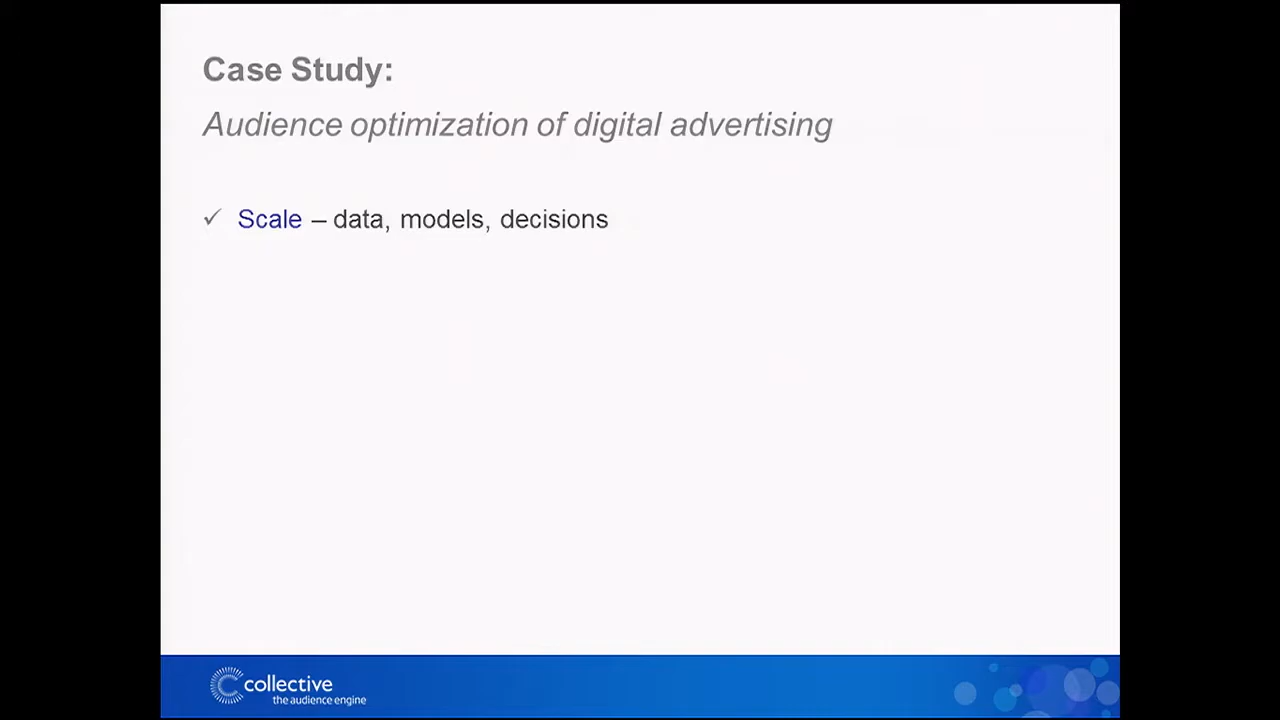 Case Study:
Audience optimization of digital advertising
✓ Scale – data, models, decisions
collective
the audience engine